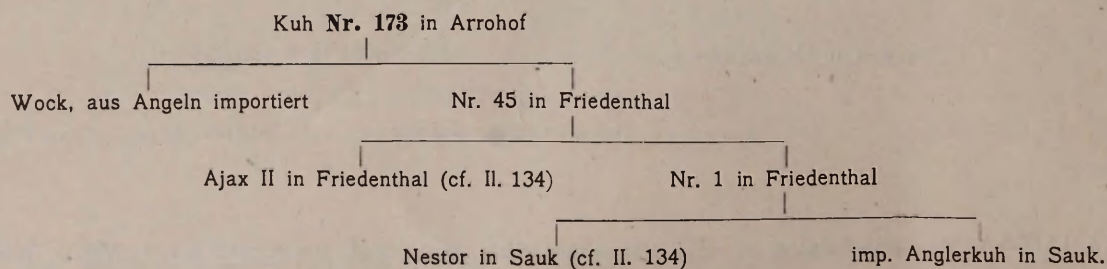 Kuh Nr. 173 in Arrohof
Wock, aus Angeln importiert Nr. 45 in Friedenthal
Ajax II in Friedenthal (cf. II. 134) Nr. 1 in Friedenthal
Nestor in Sauk (cf. II. 134) imp. Anglerkuh in Sauk.